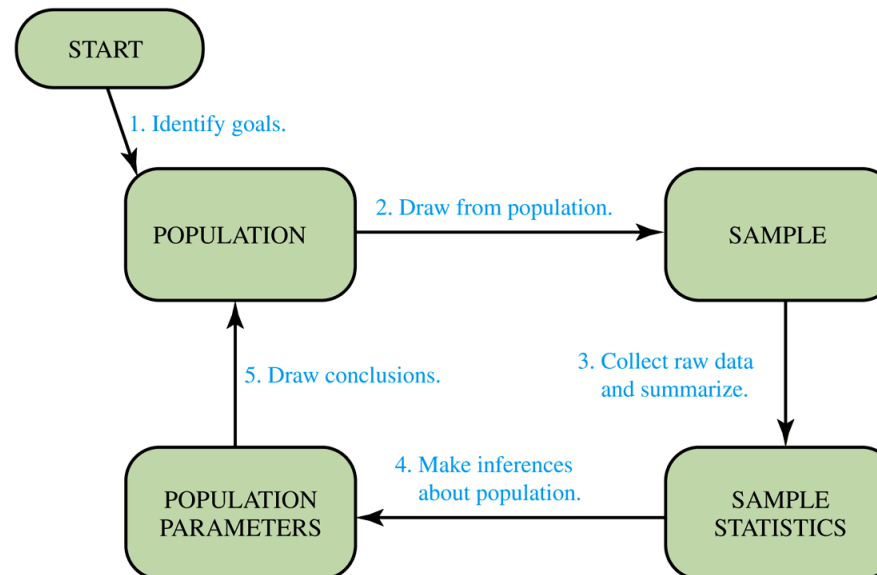 START
1. Identify goals.
2. Draw from population.
POPULATION
SAMPLE
3. Collect raw data
and summarize.
5. Draw conclusions.
4. Make inferences
about population.
POPULATION
PARAMETERS
SAMPLE
STATISTICS